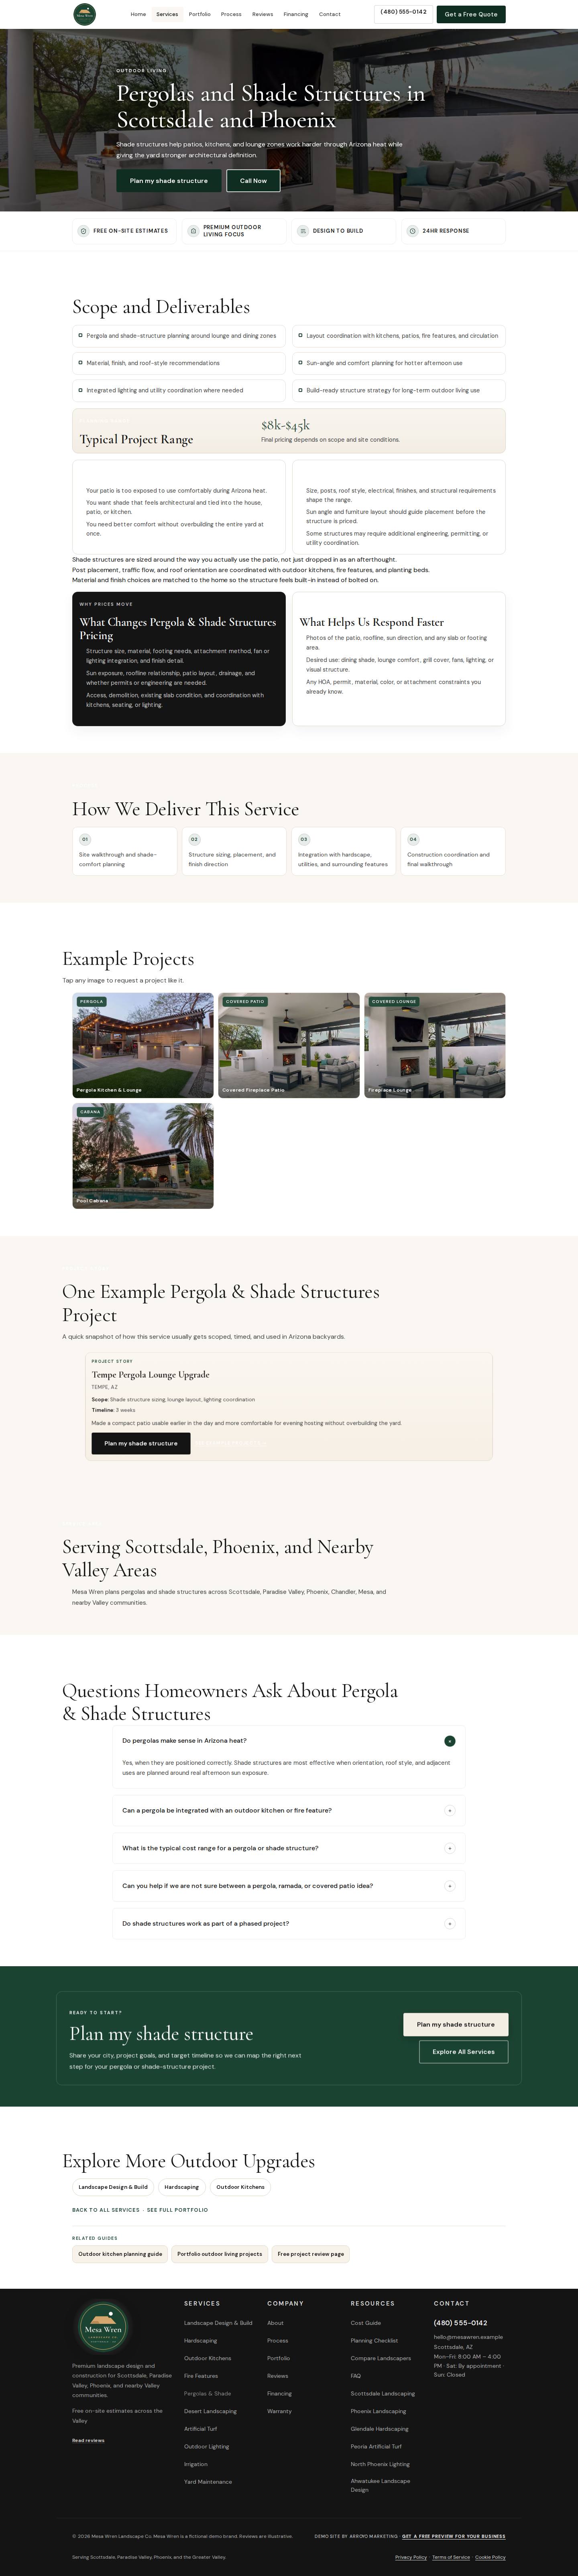 Mesa Wren
Home
Services
Portfolio
Process
Reviews
Financing
Contact
(480) 555-0142
Get a Free Quote
OUTDOOR LIVING
Pergolas and Shade Structures in
Scottsdale and Phoenix
Shade structures help patios, kitchens, and lounge zones work harder through Arizona heat while
giving the yard stronger architectural definition.
Plan my shade structure
Call Now
FREE ON-SITE ESTIMATES
PREMIUM OUTDOOR
LIVING FOCUS
DESIGN TO BUILD
24HR RESPONSE
Scope and Deliverables
Pergola and shade-structure planning around lounge and dining zones
Layout coordination with kitchens, patios, fire features, and circulation
Material, finish, and roof-style recommendations
Sun-angle and comfort planning for hotter afternoon use
Integrated lighting and utility coordination where needed
Build-ready structure strategy for long-term outdoor living use
Typical Project Range
$8k-$45k
Final pricing depends on scope and site conditions.
Your patio is too exposed to use comfortably during Arizona heat.
You want shade that feels architectural and tied into the house,
patio, or kitchen.
You need better comfort without overbuilding the entire yard at
once.
Size, posts, roof style, electrical, finishes, and structural requirements
shape the range.
Sun angle and furniture layout should guide placement before the
structure is priced.
Some structures may require additional engineering, permitting, or
utility coordination.
Shade structures are sized around the way you actually use the patio, not just dropped in as an afterthought.
Post placement, traffic flow, and roof orientation are coordinated with outdoor kitchens, fire features, and planting beds.
Material and finish choices are matched to the home so the structure feels built-in instead of bolted on.
WHY PRICES MOVE
What Changes Pergola & Shade Structures
Pricing
Structure size, material, footing needs, attachment method, fan or
lighting integration, and finish detail.
Sun exposure, roofline relationship, patio layout, drainage, and
whether permits or engineering are needed.
Access, demolition, existing slab condition, and coordination with
kitchens, seating, or lighting.
What Helps Us Respond Faster
Photos of the patio, roofline, sun direction, and any slab or footing
area.
Desired use: dining shade, lounge comfort, grill cover, fans, lighting, or
visual structure.
Any HOA, permit, material, color, or attachment constraints you
already know.
How We Deliver This Service
01
Site walkthrough and shade-
comfort planning
02
Structure sizing, placement, and
finish direction
03
Integration with hardscape,
utilities, and surrounding features
04
Construction coordination and
final walkthrough
Example Projects
Tap any image to request a project like it.
PERGOLA
Pergola Kitchen & Lounge
COVERED PATIO
Covered Fireplace Patio
COVERED LOUNGE
Fireplace Lounge
CABANA
Pool Cabana
One Example Pergola & Shade Structures
Project
A quick snapshot of how this service usually gets scoped, timed, and used in Arizona backyards.
PROJECT STORY
Tempe Pergola Lounge Upgrade
TEMPE, AZ
Scope: Shade structure sizing, lounge layout, lighting coordination
Timeline: 3 weeks
Made a compact patio usable earlier in the day and more comfortable for evening hosting without overbuilding the yard.
Plan my shade structure
Serving Scottsdale, Phoenix, and Nearby
Valley Areas
Mesa Wren plans pergolas and shade structures across Scottsdale, Paradise Valley, Phoenix, Chandler, Mesa, and
nearby Valley communities.
Questions Homeowners Ask About Pergola
& Shade Structures
Do pergolas make sense in Arizona heat?
Yes, when they are positioned correctly. Shade structures are most effective when orientation, roof style, and adjacent
uses are planned around real afternoon sun exposure.
Can a pergola be integrated with an outdoor kitchen or fire feature?
+
What is the typical cost range for a pergola or shade structure?
+
Can you help if we are not sure between a pergola, ramada, or covered patio idea?
+
Do shade structures work as part of a phased project?
+
READY TO START?
Plan my shade structure
Share your city, project goals, and target timeline so we can map the right next
step for your pergola or shade-structure project.
Plan my shade structure
Explore All Services
Explore More Outdoor Upgrades
Landscape Design & Build
Hardscaping
Outdoor Kitchens
BACK TO ALL SERVICES · SEE FULL PORTFOLIO
RELATED GUIDES
Outdoor kitchen planning guide
Portfolio outdoor living projects
Free project review page
Mesa Wren
LANDSCAPE CO.
Premium landscape design and
construction for Scottsdale, Paradise
Valley, Phoenix, and nearby Valley
communities.
Free on-site estimates across the
Valley
Read reviews
SERVICES
Landscape Design & Build
Hardscaping
Outdoor Kitchens
Fire Features
Pergolas & Shade
Desert Landscaping
Artificial Turf
Outdoor Lighting
Irrigation
Yard Maintenance
COMPANY
About
Process
Portfolio
Reviews
Financing
Warranty
RESOURCES
Cost Guide
Planning Checklist
Compare Landscapers
FAQ
Scottsdale Landscaping
Phoenix Landscaping
Glendale Hardscaping
Peoria Artificial Turf
North Phoenix Lighting
Ahwatukee Landscape
Design
CONTACT
(480) 555-0142
hello@mesawren.example
Scottsdale, AZ
Mon-Fri: 8:00 AM – 4:00
PM · Sat: By appointment ·
Sun: Closed
© 2026 Mesa Wren Landscape Co. Mesa Wren is a fictional demo brand. Reviews are illustrative.
DEMO SITE BY ARROYO MARKETING · GET A FREE PREVIEW FOR YOUR BUSINESS
Serving Scottsdale, Paradise Valley, Phoenix, and the Greater Valley.
Privacy Policy · Terms of Service · Cookie Policy